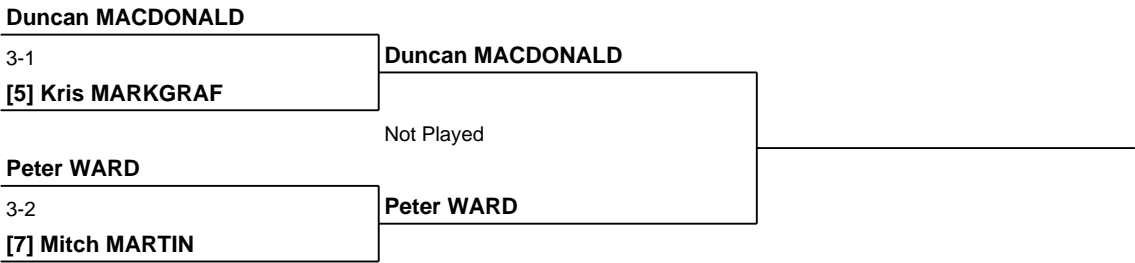 Duncan MACDONALD
3-1
Duncan MACDONALD
[5] Kris MARKGRAF
Not Played
Peter WARD
3-2
Peter WARD
[7] Mitch MARTIN